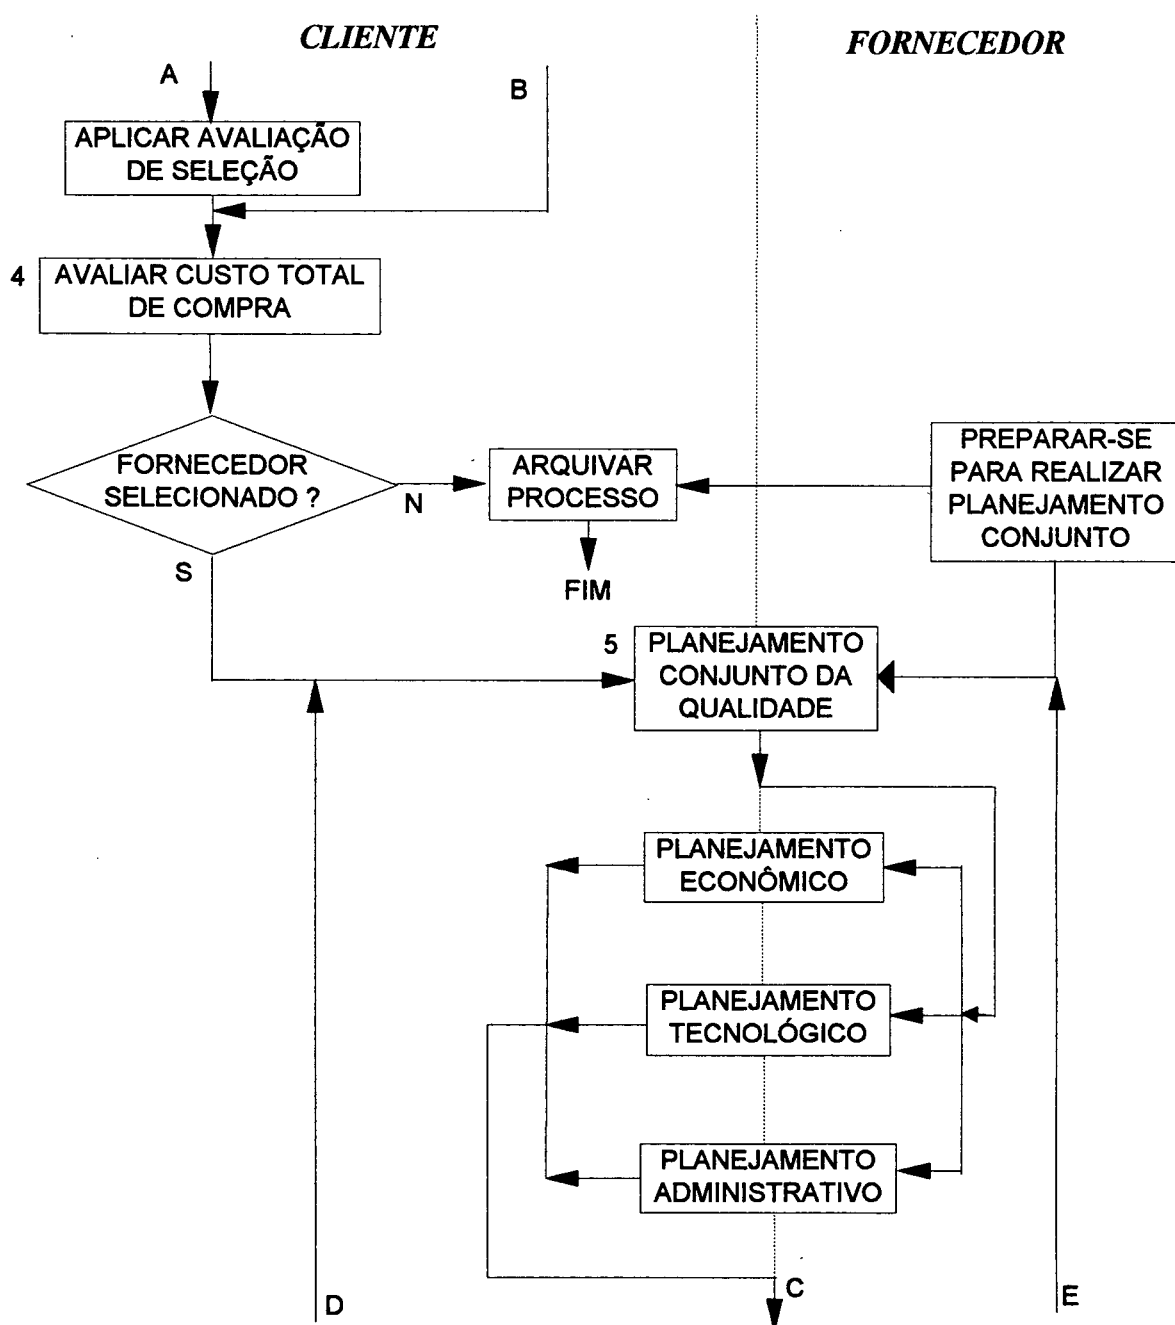 CLIENTE
FORNECEDOR
A
B
APLICAR AVALIAÇÃO
DE SELEÇÃO
4
AVALIAR CUSTO TOTAL
DE COMPRA
FORNECEDOR
SELECIONADO ?
N
S
ARQUIVAR
PROCESSO
FIM
PREPARAR-SE
PARA REALIZAR
PLANEJAMENTO
CONJUNTO
5
PLANEJAMENTO
CONJUNTO DA
QUALIDADE
PLANEJAMENTO
ECONÔMICO
PLANEJAMENTO
TECNOLÓGICO
PLANEJAMENTO
ADMINISTRATIVO
D
C
E